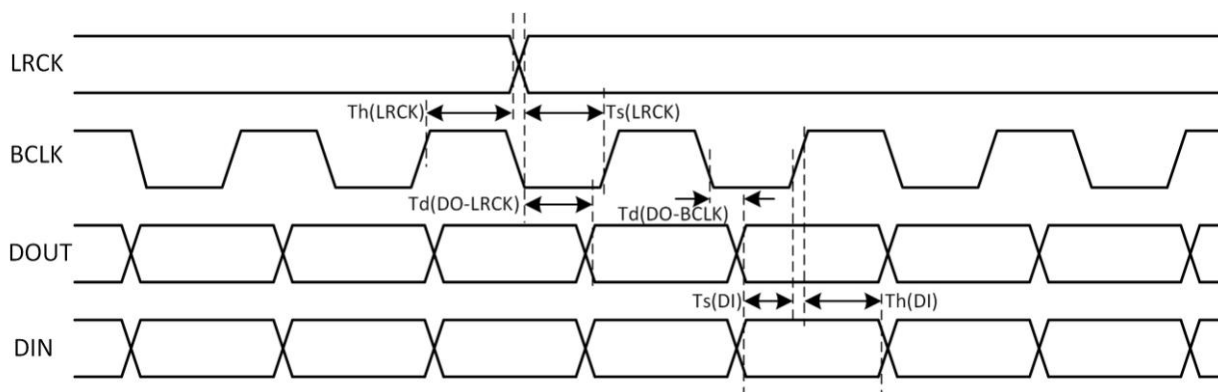 LRCK
Th(LRCK) Ts(LRCK)
BCLK
Td(DO-LRCK) Td(DO-BCLK)
DOUT
Ts(DI) Th(DI)
DIN